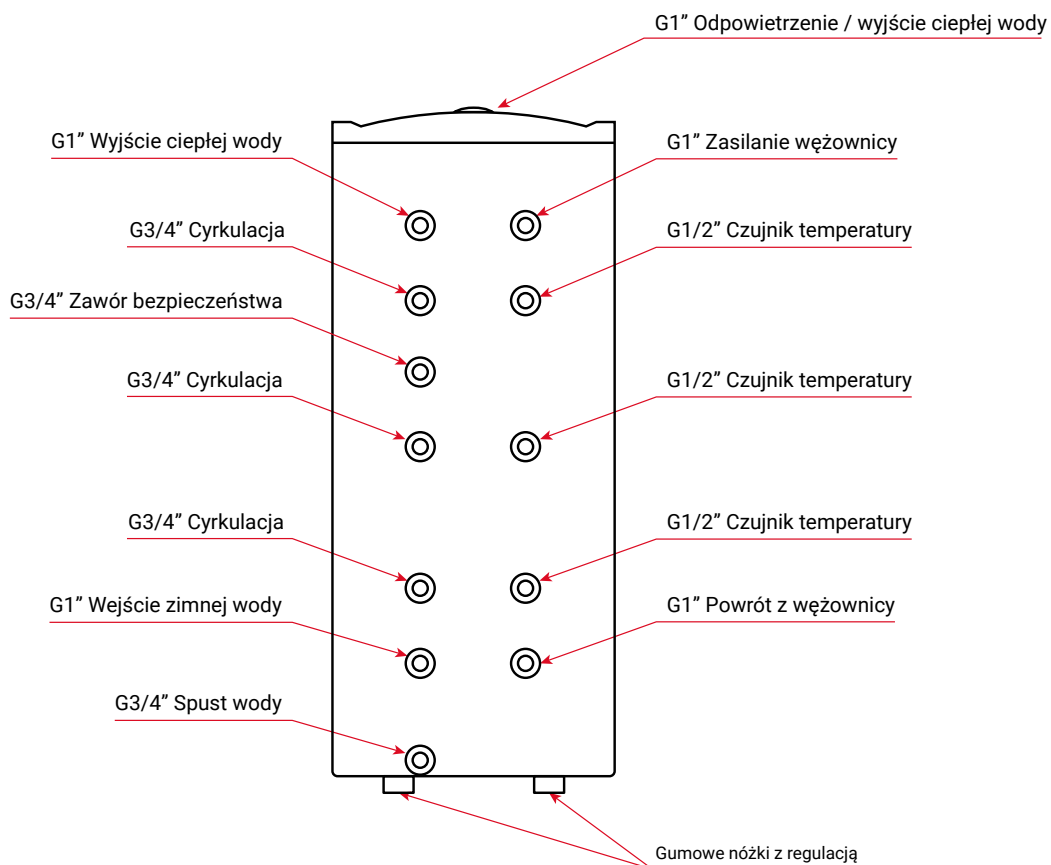 G1” Odpowietrzenie / wyjście ciepłej wody
G1” Wyjście ciepłej wody
G1” Zasilanie wężownicy
G3/4” Cyrkulacja
G1/2” Czujnik temperatury
G3/4” Zawór bezpieczeństwa
G3/4” Cyrkulacja
G1/2” Czujnik temperatury
G3/4” Cyrkulacja
G1/2” Czujnik temperatury
G1” Wejście zimnej wody
G1” Powrót z wężownicy
G3/4” Spust wody
Gumowe nóżki z regulacją